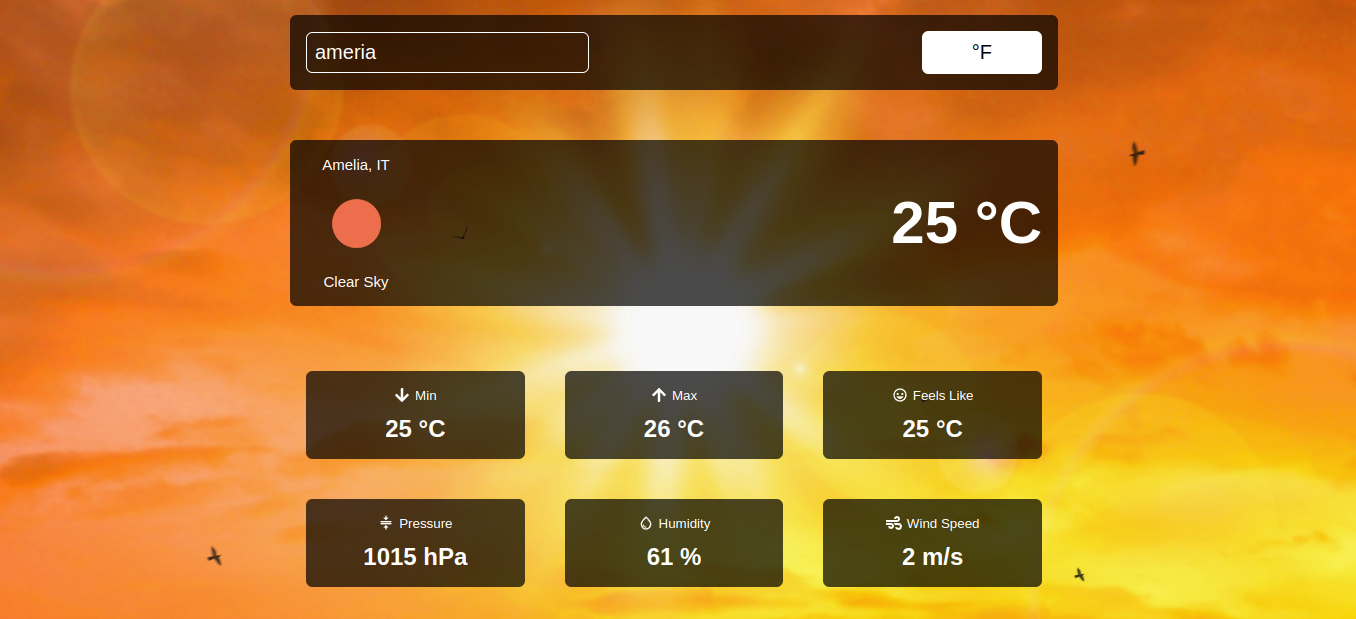 ameria
°F
Amelia, IT
25 °C
Clear Sky
Min
25 °C
Max
26 °C
Feels Like
25 °C
Pressure
1015 hPa
Humidity
61 %
Wind Speed
2 m/s